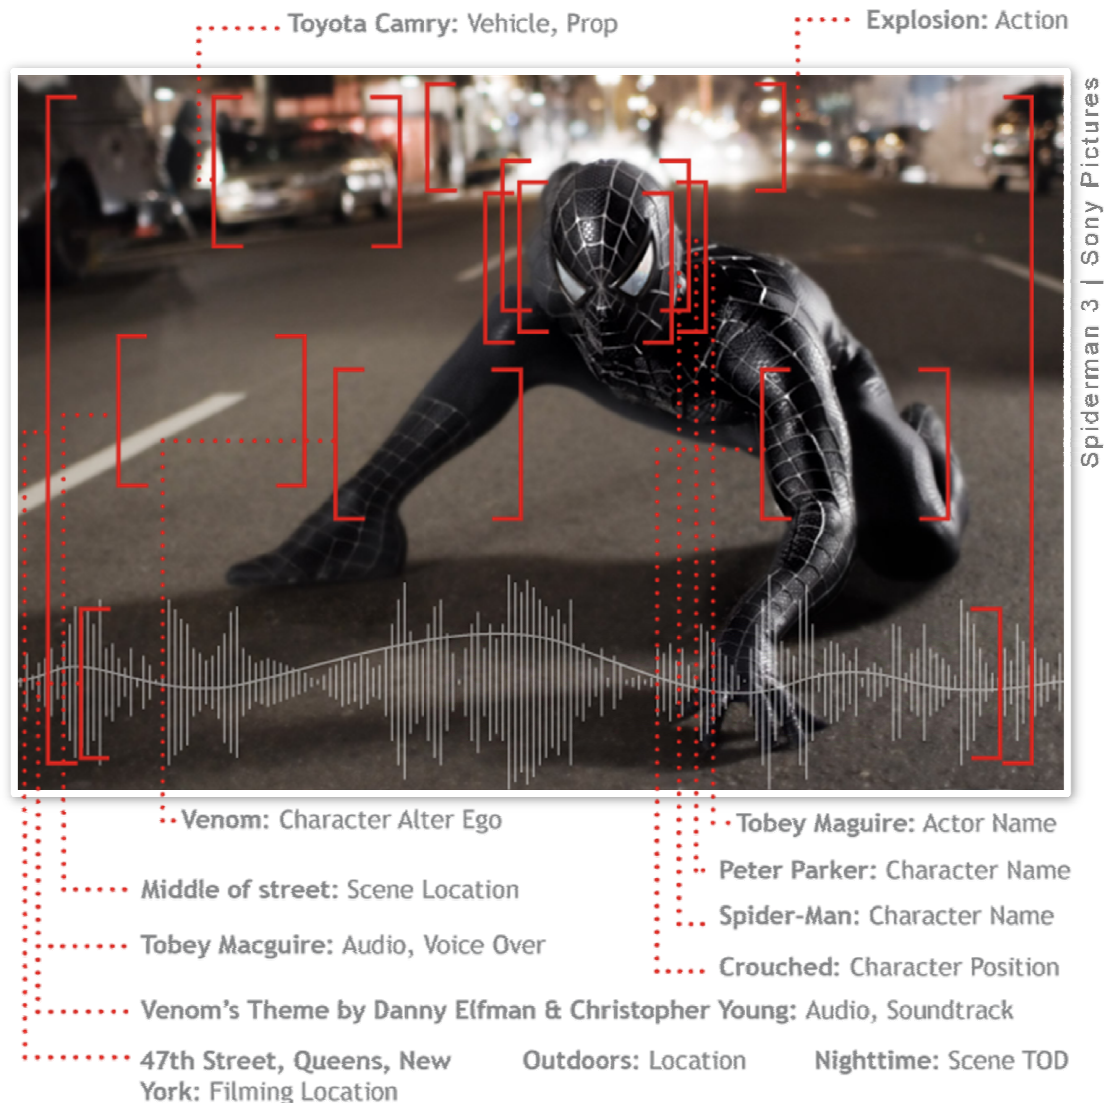 Toyota Camry: Vehicle, Prop
Explosion: Action
Spiderman 3 | Sony Pictures
Venom: Character Alter Ego
Tobey Maguire: Actor Name
Peter Parker: Character Name
Middle of street: Scene Location
Spider-Man: Character Name
Tobey Macguire: Audio, Voice Over
Crouched: Character Position
Venom's Theme by Danny Elfman & Christopher Young: Audio, Soundtrack
47th Street, Queens, New
York: Filming Location
Outdoors: Location
Nighttime: Scene TOD